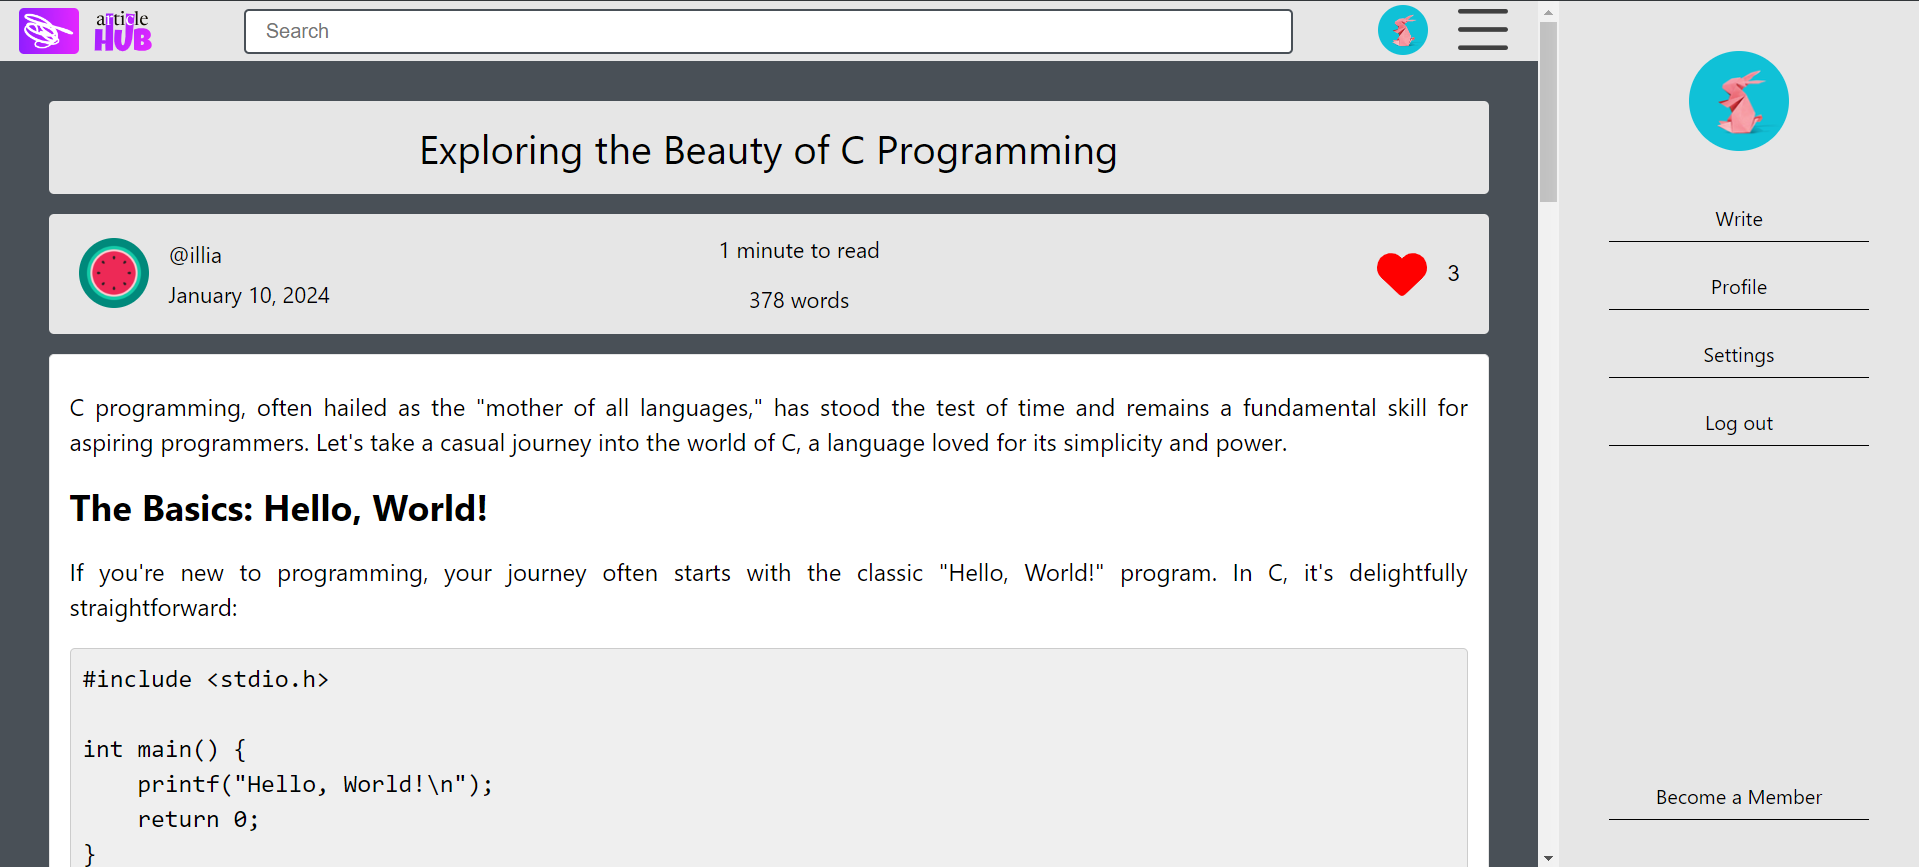 article
HUB
Search
Exploring the Beauty of C Programming
@illia
January 10, 2024
1 minute to read
378 words
3
C programming, often hailed as the "mother of all languages," has stood the test of time and remains a fundamental skill for
aspiring programmers. Let's take a casual journey into the world of C, a language loved for its simplicity and power.
The Basics: Hello, World!
If you're new to programming, your journey often starts with the classic "Hello, World!" program. In C, it's delightfully
straightforward:
#include <stdio.h>

int main() {
    printf("Hello, World!\n");
    return 0;
}
Write
Profile
Settings
Log out
Become a Member